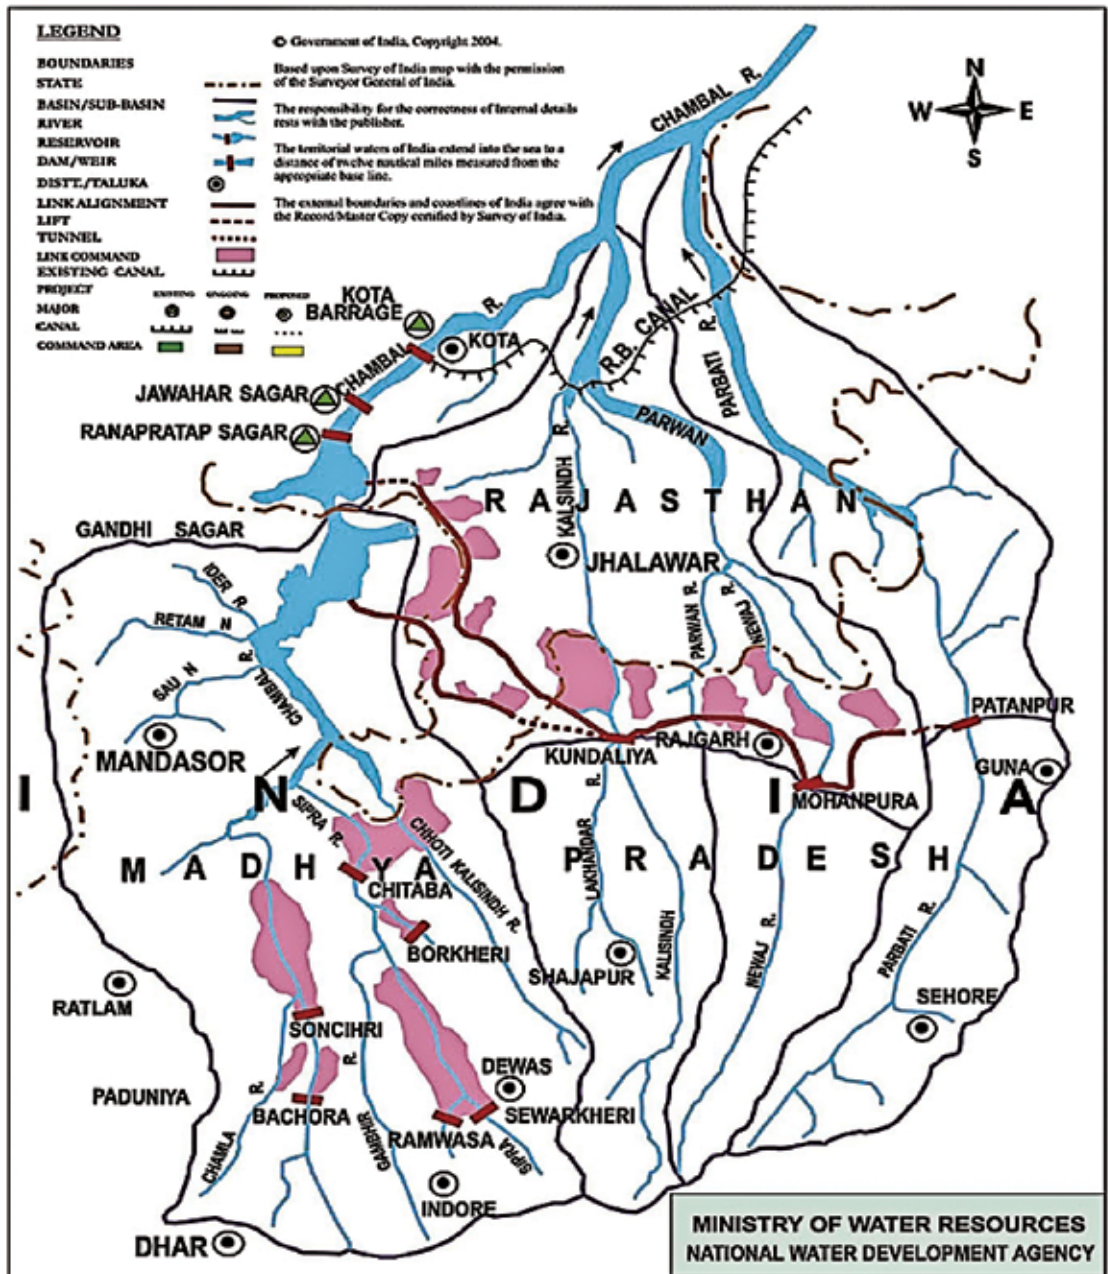 LEGEND
© Government of India, Copyright 2004.
BOUNDARIES
STATE
Based upon Survey of India map with the permission
of the Surveyor General of India.
BASIN/SUB-BASIN
RIVER
The responsibility for the correctness of Internal details
rests with the publisher.
RESERVOIR
DAM/WEIR
The territorial waters of India extend into the sea to a
distance of twelve nautical miles measured from the
appropriate base line.
DISTT./TALUKA
LINK ALIGNMENT
The external boundaries and coastlines of India agree with
the Record/Master Copy certified by Survey of India.
LIFT
TUNNEL
LINK COMMAND
EXISTING CANAL
PROJECT
EXISTING ONGOING PROPOSED
MAJOR
CANAL
COMMAND AREA
N
W E
S
CHAMBAL R.
KOTA
BARRAGE
R.
KOTA
CHAMBAL
R.B. CANAL
R.
PARBATI
JAWAHAR SAGAR
RANAPRATAP SAGAR
PARWAN
R.
KALSINDH
RAJASTHAN
GANDHI SAGAR
JHALAWAR
IDER R.
RETAM N
SAU N
R.
CHAMBAL
PARWAN R.
NEWAJ R.
MANDASOR
PATANPUR
KUNDALIYA
RAJGARH
GUNA
MOHANPURA
INDIA
SIPRA R.
CHHOTI KALISINDH R.
R.
LAKHANDAR
MADHYA PRADESH
CHITABA
BORKHERI
SHAJAPUR
KALISINDH
NEWAJ R.
PARBATI R.
SEHORE
RATLAM
SONCIHRI
PADUNIYA
R.
R.
DEWAS
SEWARKHERI
BACHORA
RAMWASA
CHAMLA
GAMBHIR
SIPRA
INDORE
DHAR
MINISTRY OF WATER RESOURCES
NATIONAL WATER DEVELOPMENT AGENCY